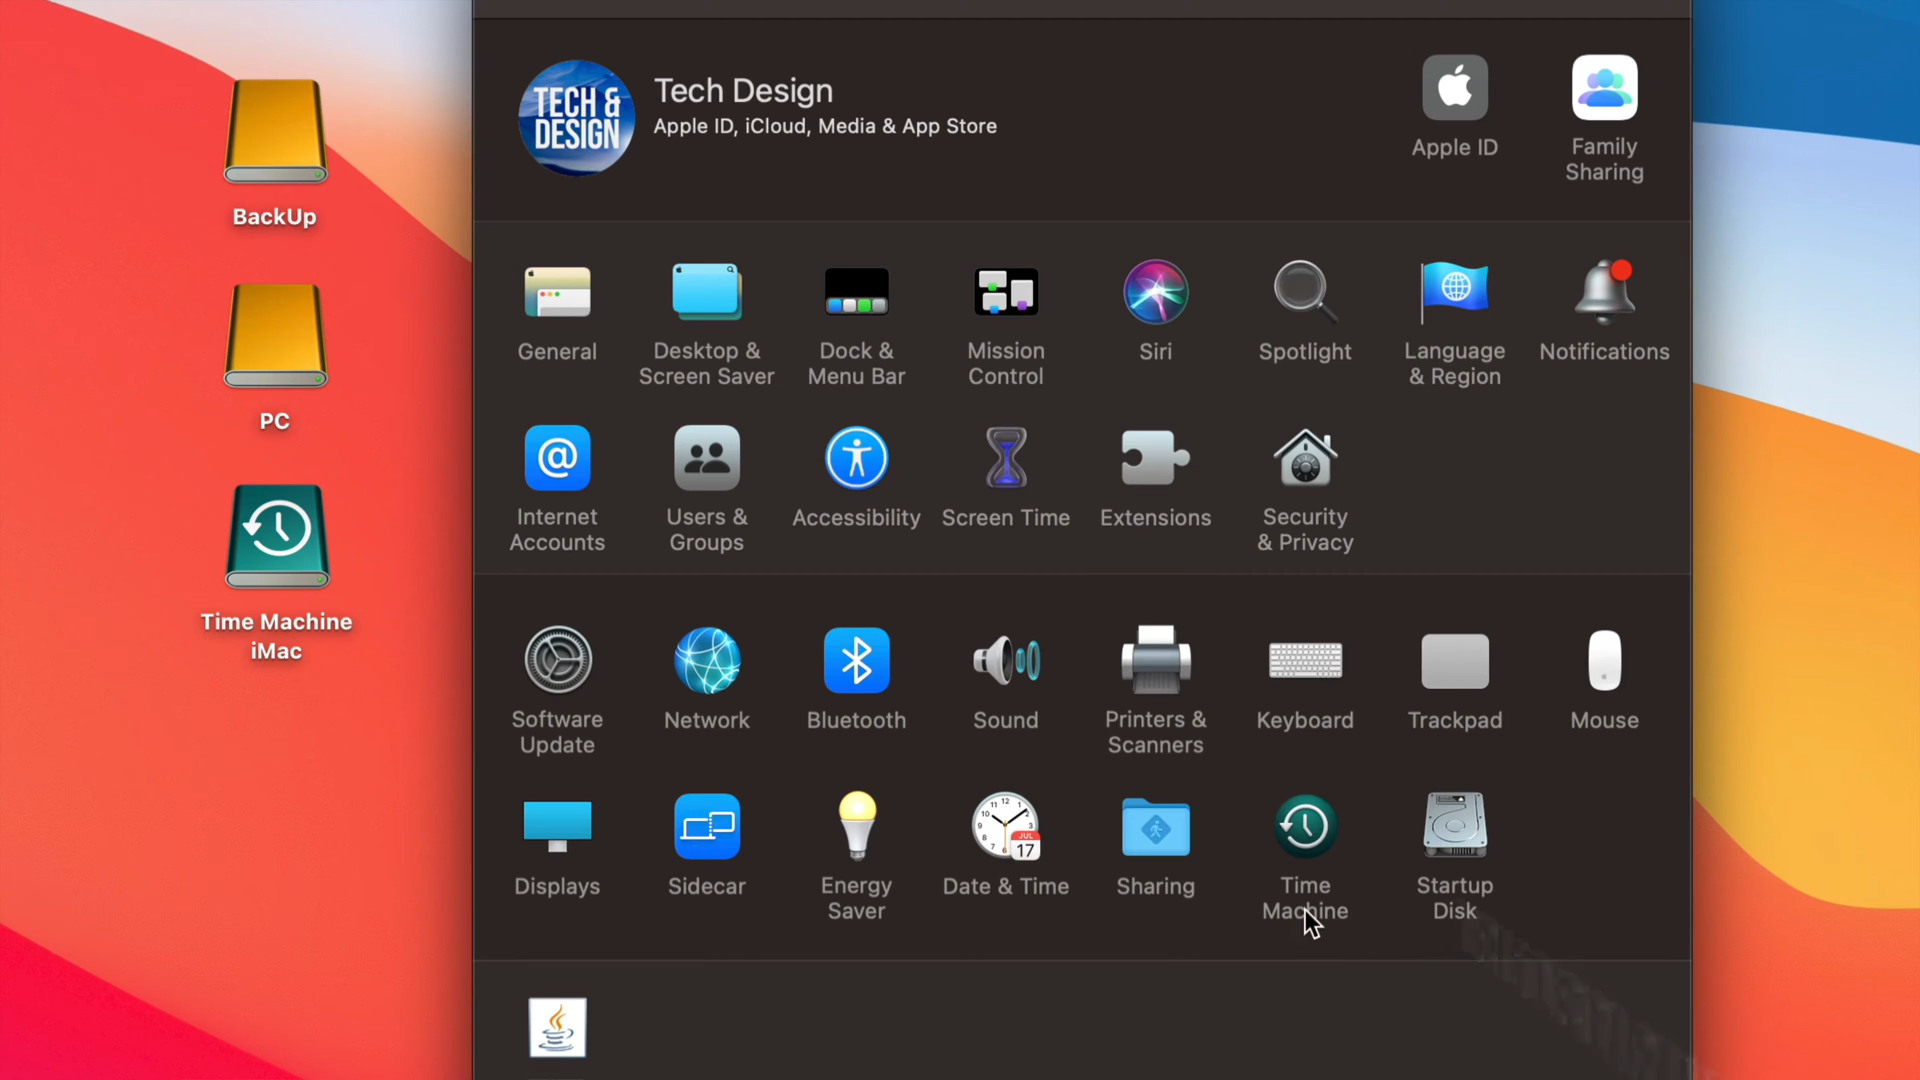 TECH &
DESIGN
Tech Design
Apple ID, iCloud, Media & App Store
Apple ID
Family
Sharing
BackUp
PC
Time Machine
iMac
General
Desktop &
Screen Saver
Dock &
Menu Bar
Mission
Control
Siri
Spotlight
Language
& Region
Notifications
Internet
Accounts
Users &
Groups
Accessibility
Screen Time
Extensions
Security
& Privacy
Software
Update
Network
Bluetooth
Sound
Printers &
Scanners
Keyboard
Trackpad
Mouse
Displays
Sidecar
Energy
Saver
JUL
17
Date & Time
Sharing
Time
Machine
Startup
Disk